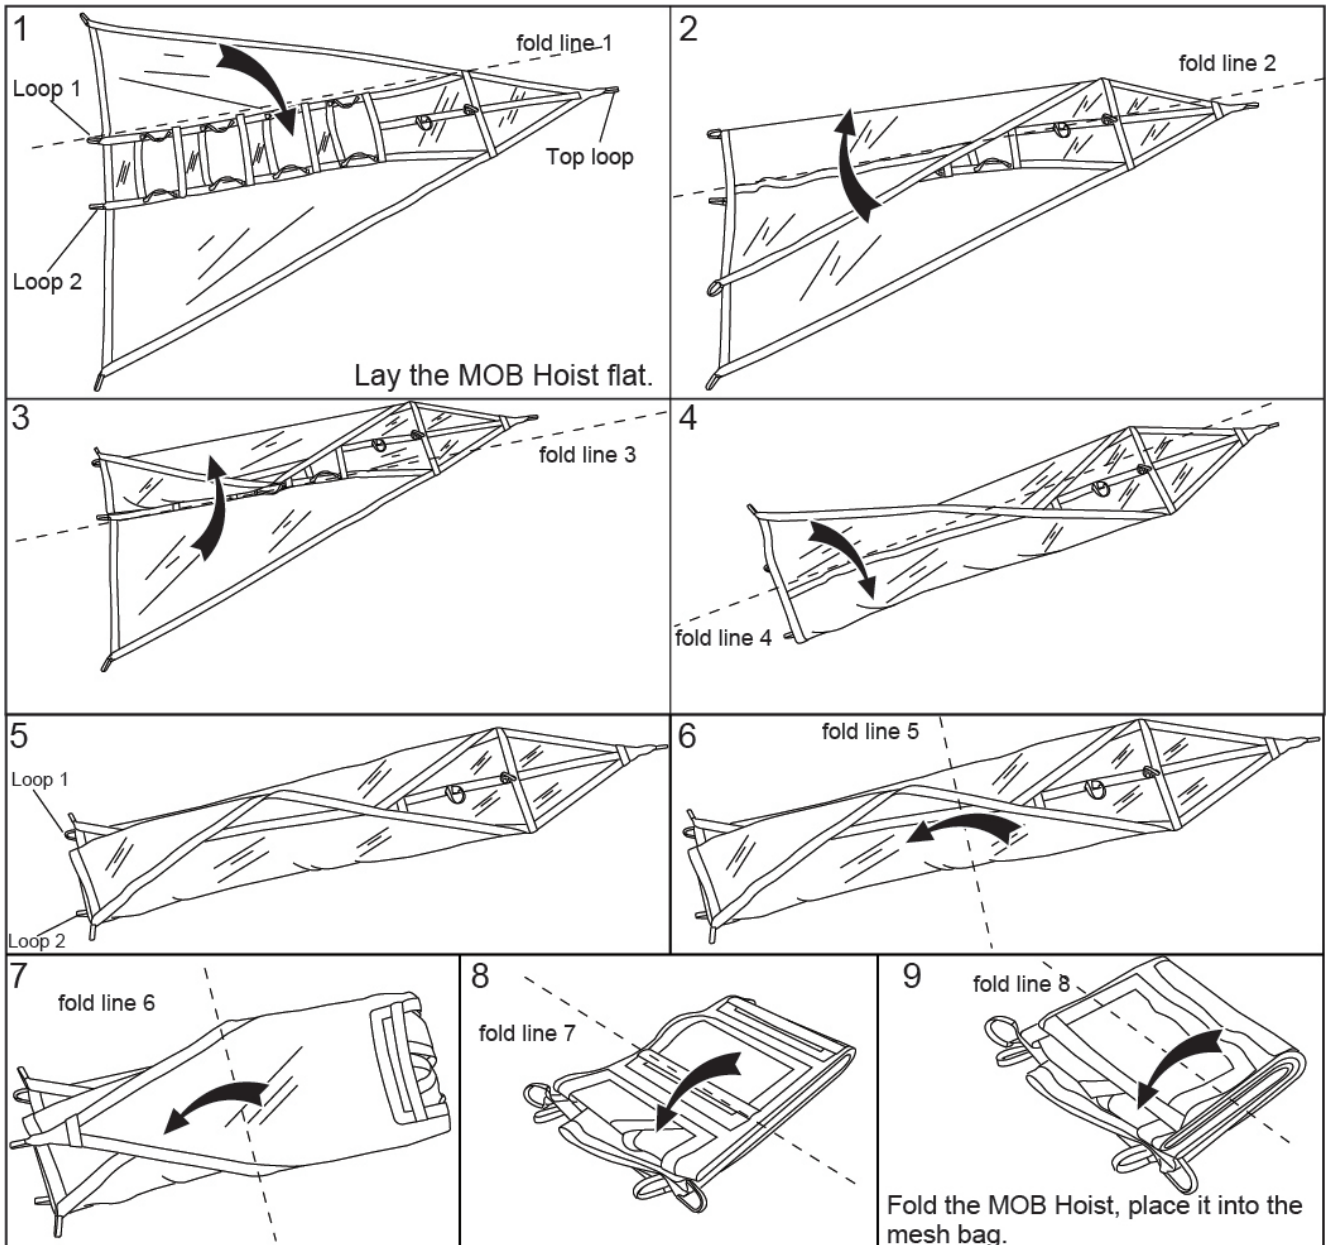 1
fold line 1
Loop 1
Top loop
Loop 2
Lay the MOB Hoist flat.
2
fold line 2
3
fold line 3
4
fold line 4
5
Loop 1
Loop 2
6
fold line 5
7
fold line 6
8
fold line 7
9
fold line 8
Fold the MOB Hoist, place it into the
mesh bag.